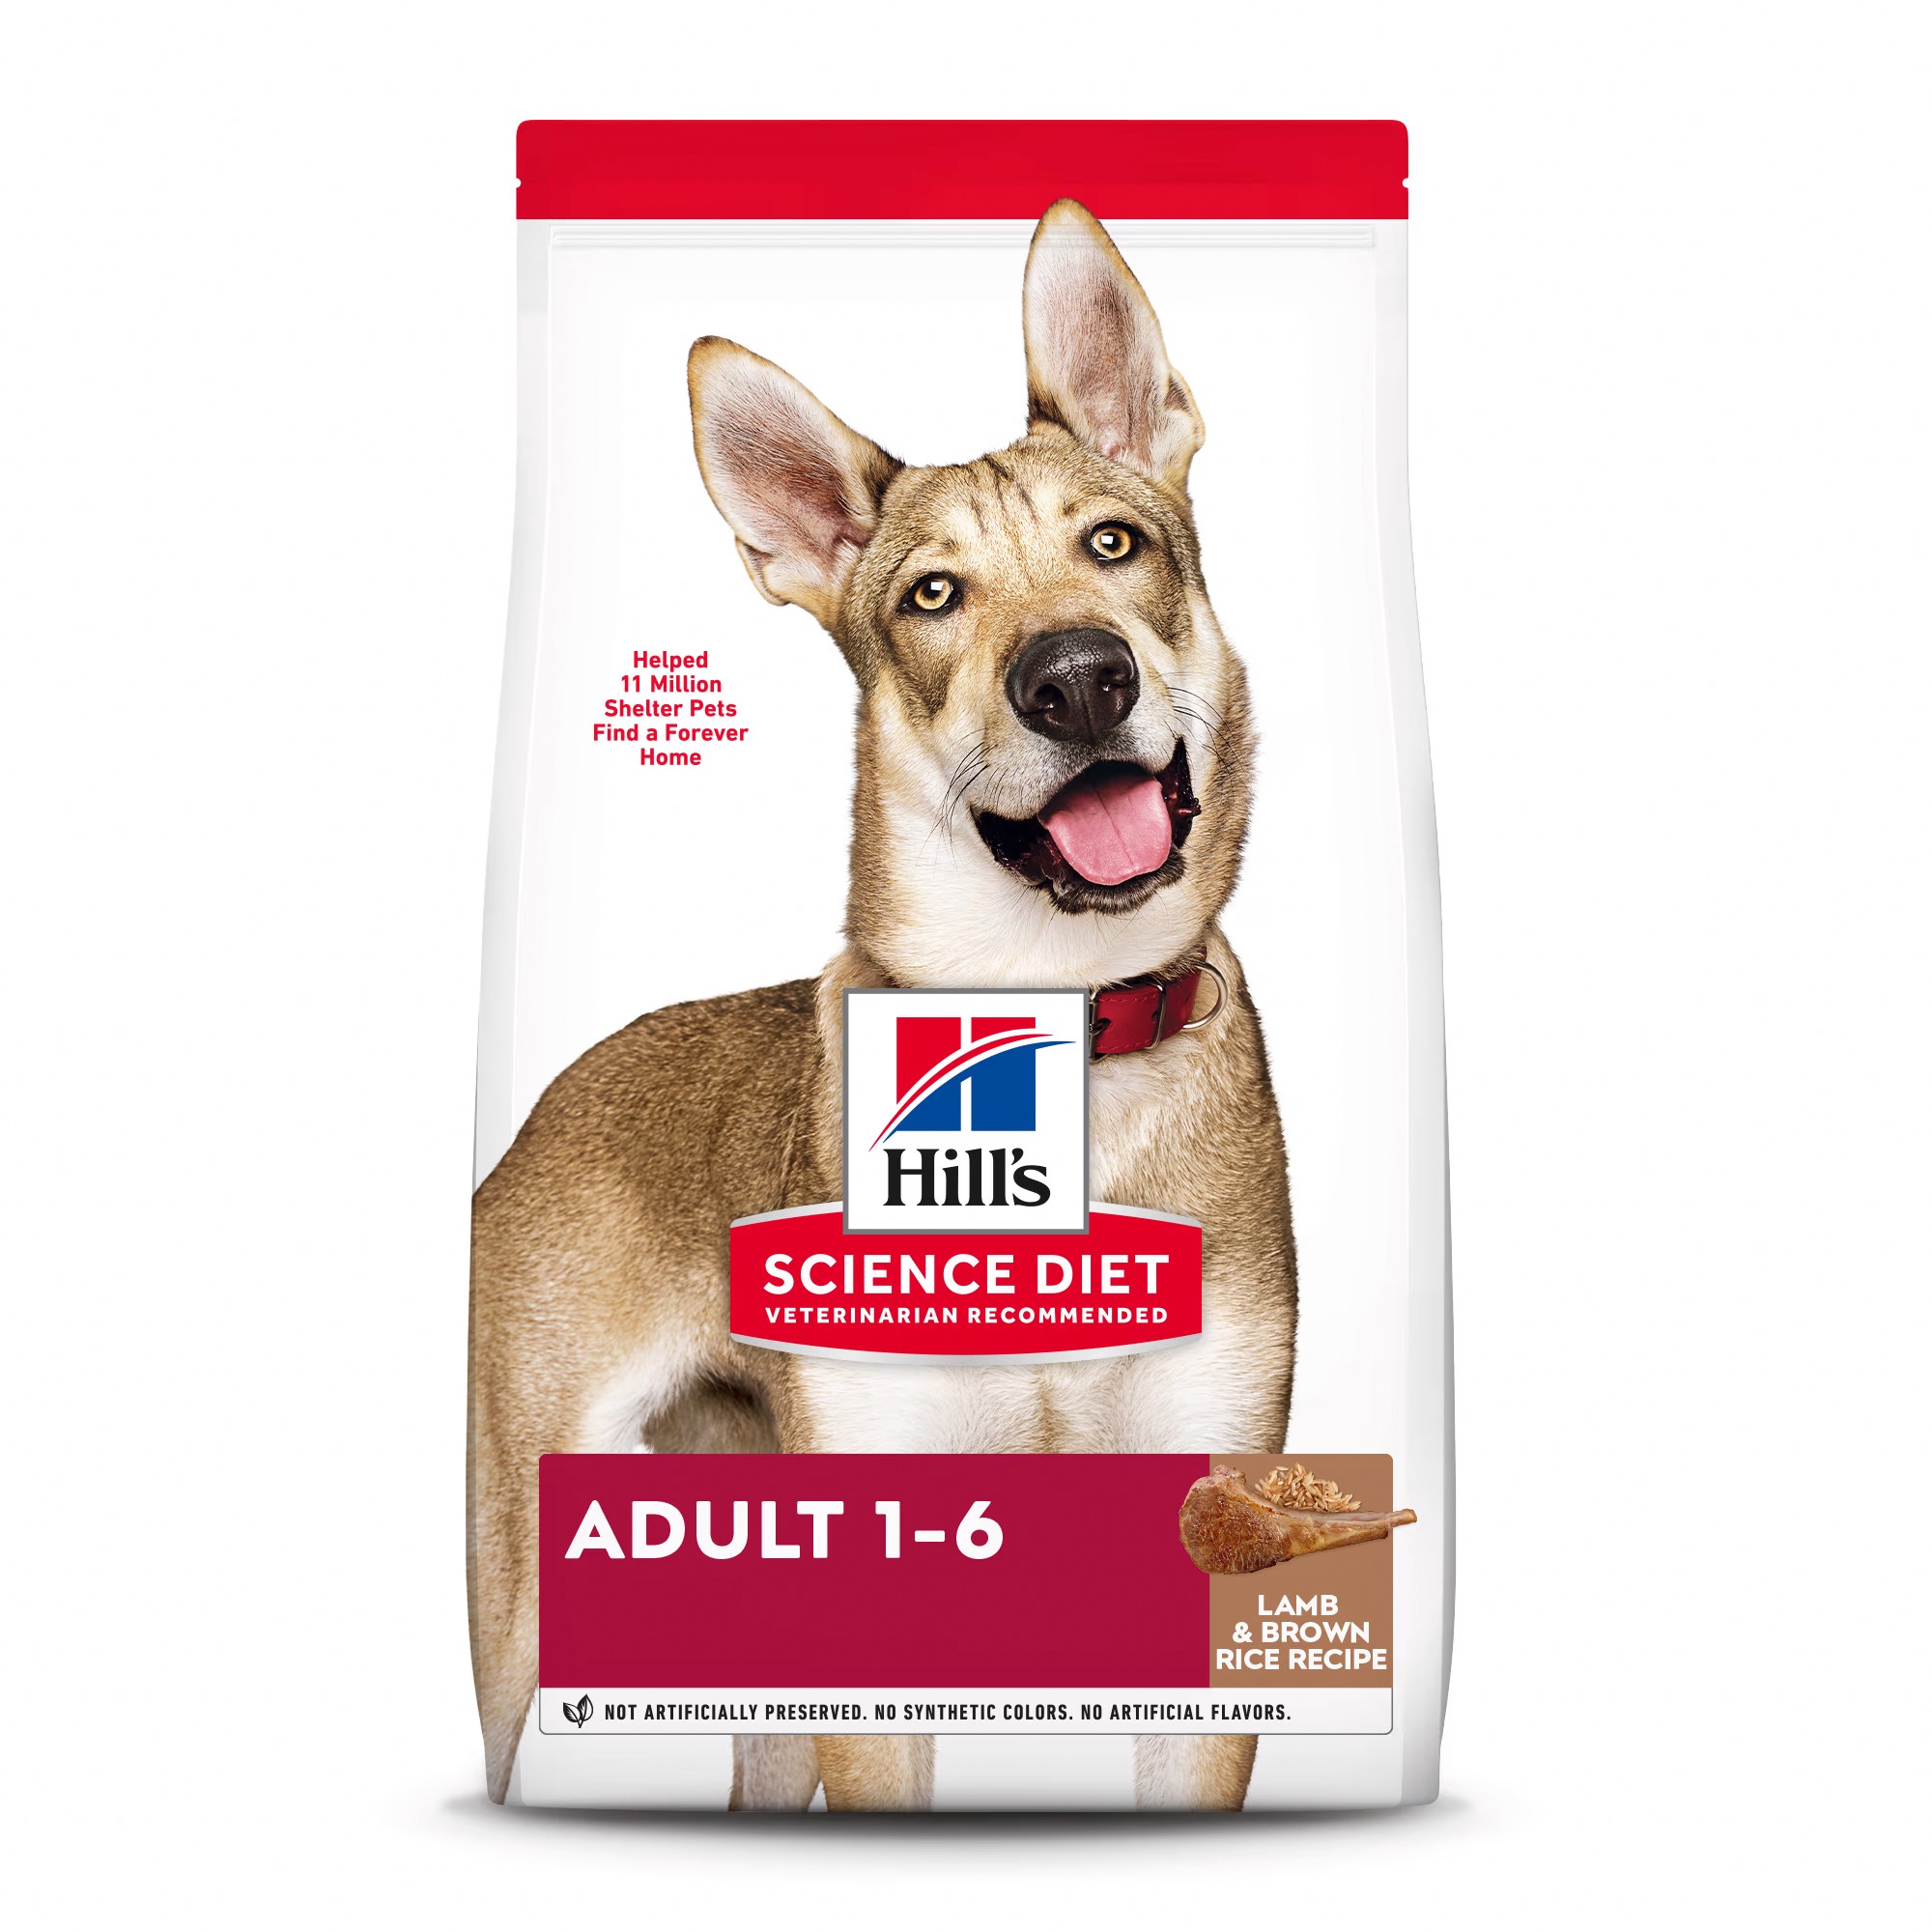 Helped
11 Million
Shelter Pets
Find a Forever
Home
Hill's
SCIENCE DIET
VETERINARIAN RECOMMENDED
ADULT 1-6
LAMB
& BROWN
RICE RECIPE
NOT ARTIFICIALLY PRESERVED. NO SYNTHETIC COLORS. NO ARTIFICIAL FLAVORS.